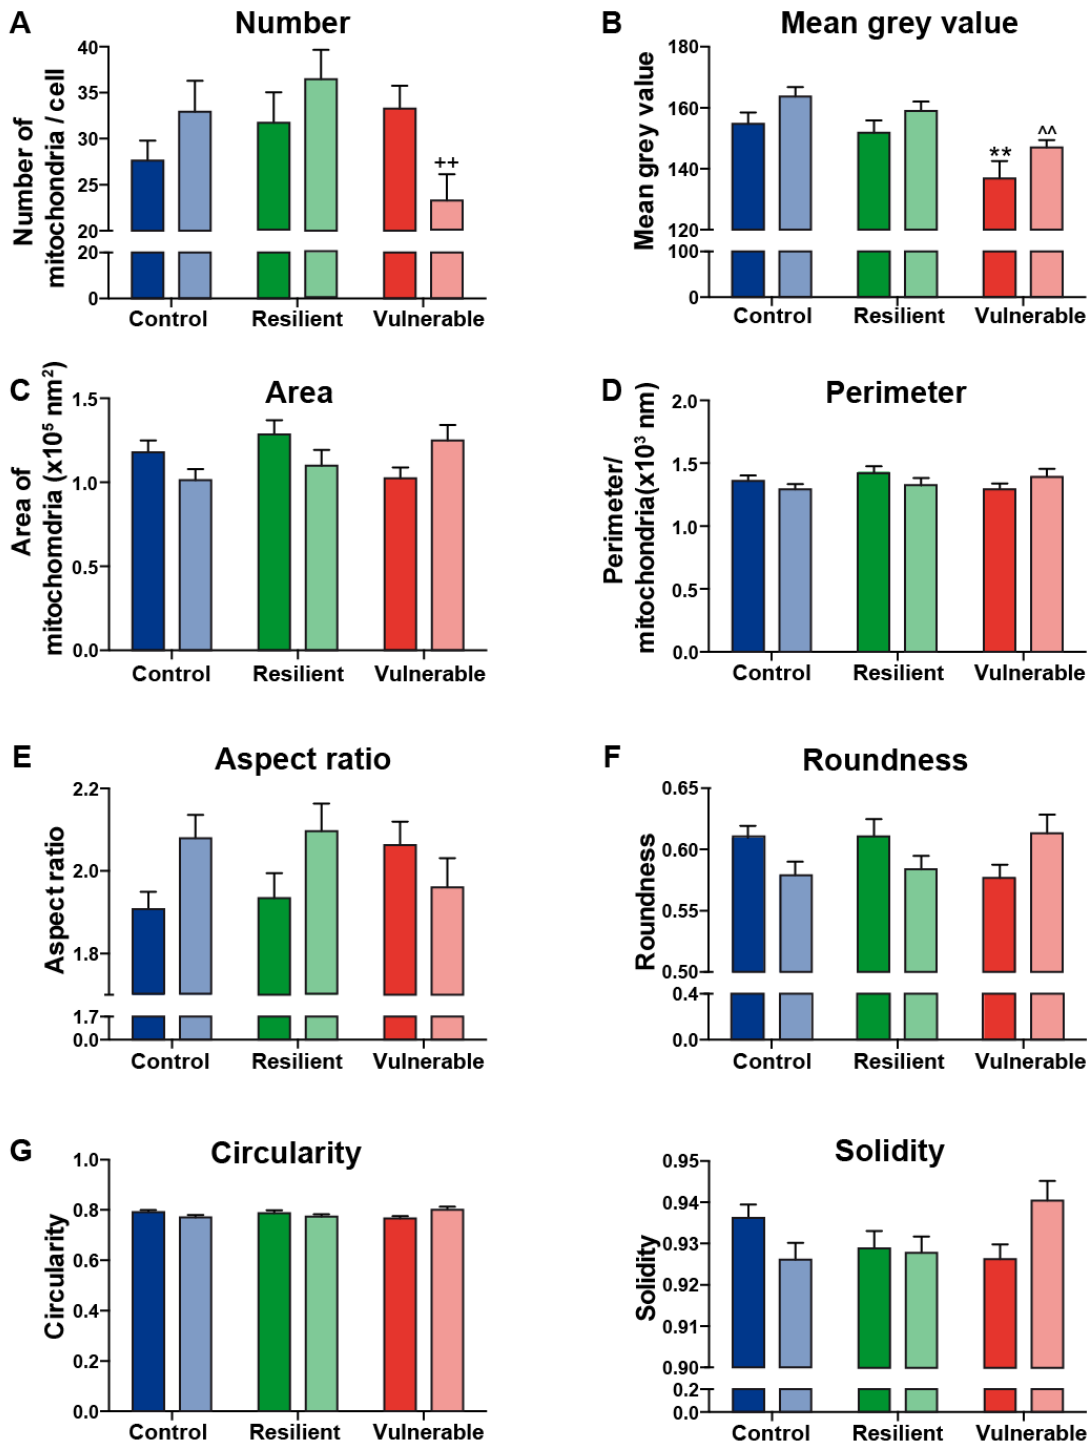 A Number
Number of
mitochondria / cell
40
35
30
25
20
20
0
++
Control Resilient Vulnerable
B Mean grey value
Mean grey value
180
160
140
120
100
0
**
^^
Control Resilient Vulnerable
C Area
Area of
mitochomdria (x10⁵ nm²)
1.5
1.0
0.5
0.0
Control Resilient Vulnerable
D Perimeter
Perimeter/
mitochondria(x10³ nm)
2.0
1.5
1.0
0.5
0.0
Control Resilient Vulnerable
E Aspect ratio
Aspect ratio
2.2
2.0
1.8
1.7
0.0
Control Resilient Vulnerable
F Roundness
Roundness
0.65
0.60
0.55
0.50
0.4
0.0
Control Resilient Vulnerable
G Circularity
Circularity
1.0
0.8
0.6
0.4
0.2
0.0
Control Resilient Vulnerable
Solidity
Solidity
0.95
0.94
0.93
0.92
0.91
0.90
0.2
0.0
Control Resilient Vulnerable